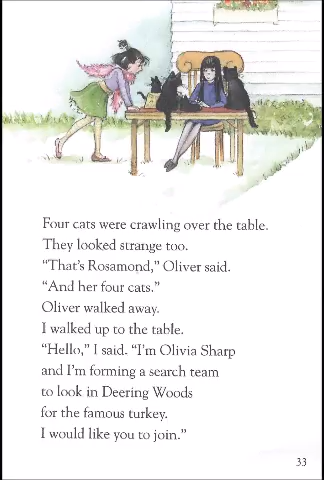 Four cats were crawling over the table.
They looked strange too.
"That's Rosamond," Oliver said.
"And her four cats."
Oliver walked away.
I walked up to the table.
"Hello," I said. "I'm Olivia Sharp
and I'm forming a search team
to look in Deering Woods
for the famous turkey.
I would like you to join."
33